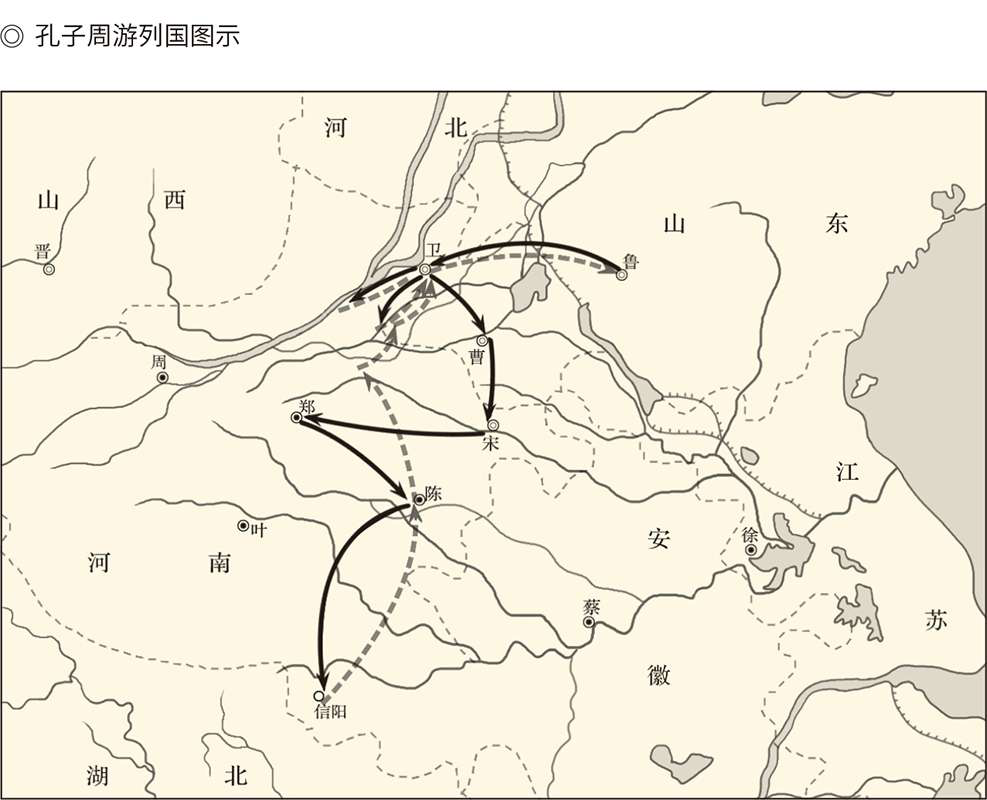 ◎ 孔子周游列国图示
河 北
山 西
山 东
晋
卫
鲁
周
曹
郑
宋
江
陈
叶
安
徐
河 南
蔡
苏
徽
信阳
湖 北